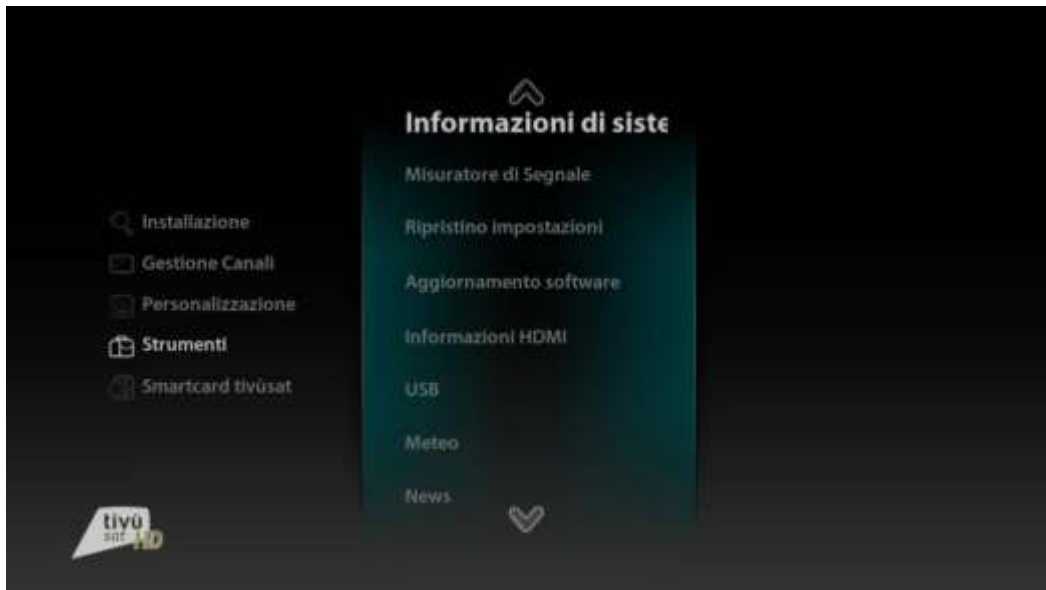 Informazioni di siste
Misuratore di Segnale
Ripristino impostazioni
Aggiornamento software
Informazioni HDMI
USB
Meteo
News
Installazione
Gestione Canali
Personalizzazione
Strumenti
Smartcard tivùsat
tivù
sat HD